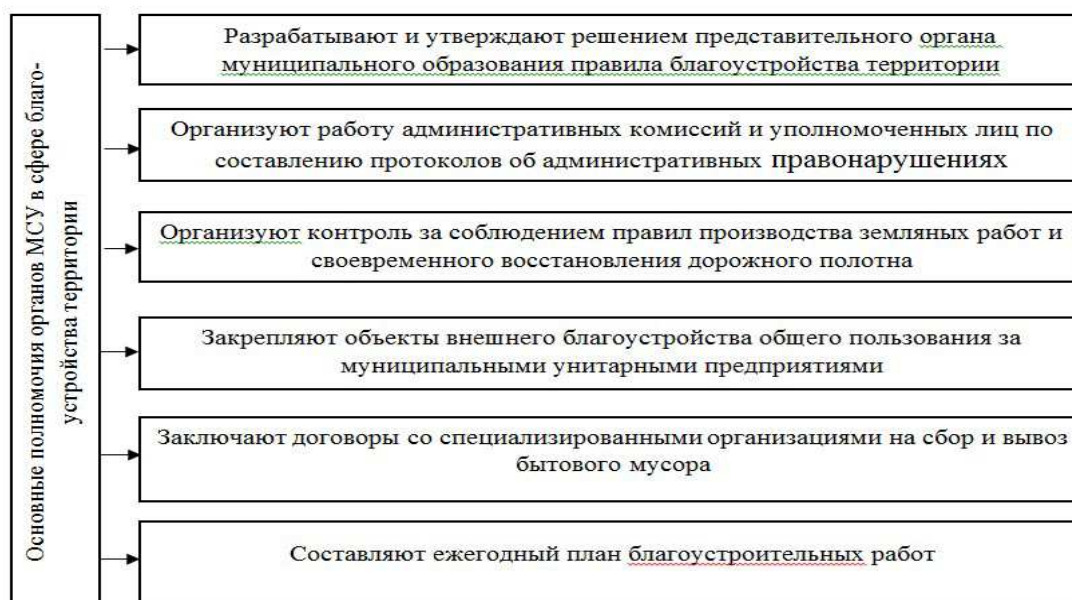 Основные полномочия органов МСУ в сфере благо-
устройства территории
Разрабатывают и утверждают решением представительного органа
муниципального образования правила благоустройства территории
Организуют работу административных комиссий и уполномоченных лиц по
составлению протоколов об административных правонарушениях
Организуют контроль за соблюдением правил производства земляных работ и
своевременного восстановления дорожного полотна
Закрепляют объекты внешнего благоустройства общего пользования за
муниципальными унитарными предприятиями
Заключают договоры со специализированными организациями на сбор и вывоз
бытового мусора
Составляют ежегодный план благоустроительных работ